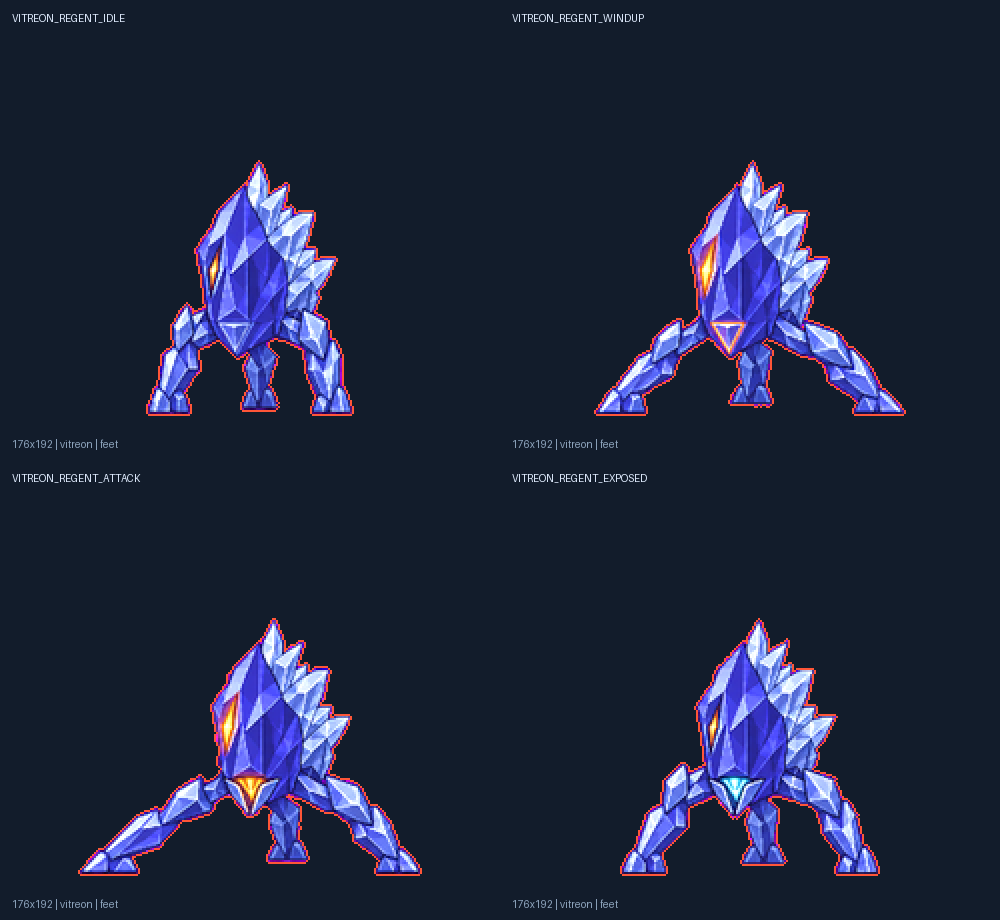 VITREON_REGENT_IDLE
VITREON_REGENT_WINDUP
176x192 | vitreon | feet
176x192 | vitreon | feet
VITREON_REGENT_ATTACK
VITREON_REGENT_EXPOSED
176x192 | vitreon | feet
176x192 | vitreon | feet